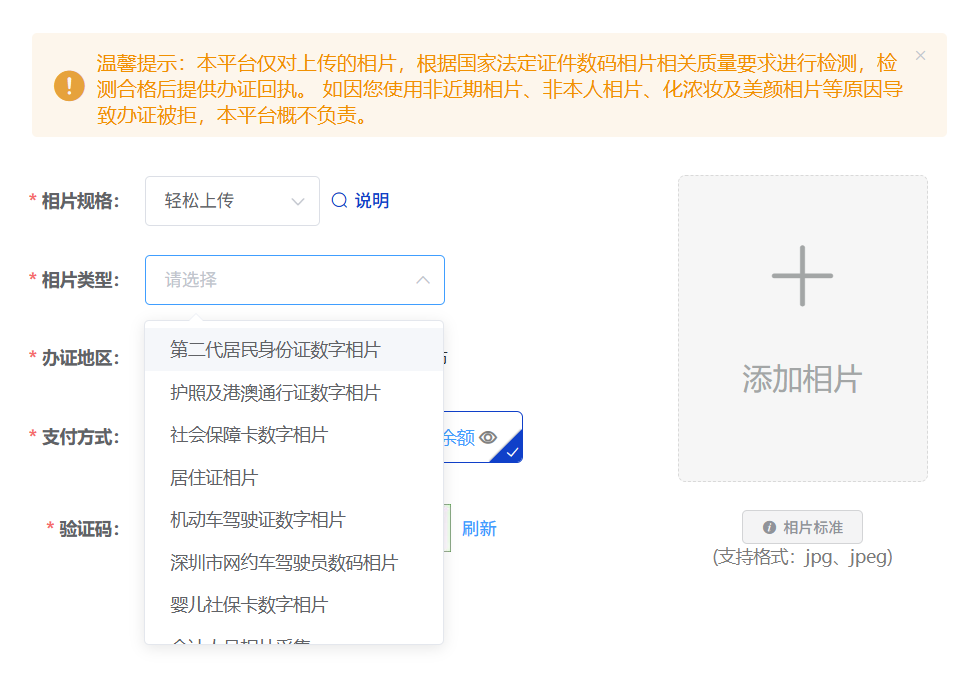 温馨提示：本平台仅对上传的相片，根据国家法定证件数码相片相关质量要求进行检测，检
测合格后提供办证回执。 如因您使用非近期相片、非本人相片、化浓妆及美颜相片等原因导
致办证被拒，本平台概不负责。
* 相片规格：
轻松上传
说明
* 相片类型：
请选择
第二代居民身份证数字相片
护照及港澳通行证数字相片
社会保障卡数字相片
居住证相片
机动车驾驶证数字相片
深圳市网约车驾驶员数码相片
婴儿社保卡数字相片
* 办证地区：
* 支付方式：
余额
* 验证码：
刷新
添加相片
相片标准
(支持格式：jpg、jpeg)